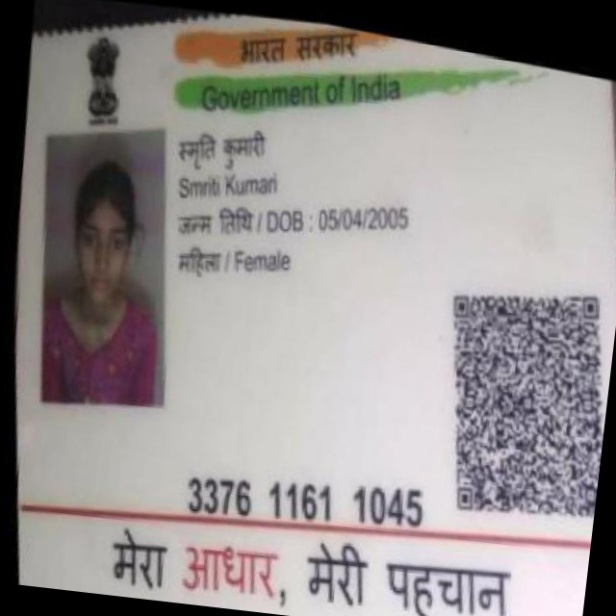 भारत सरकार
Government of India
स्मृति कुमारी
Smriti Kumari
जन्म तिथि / DOB : 05/04/2005
महिला / Female
3376 1161 1045
मेरा आधार, मेरी पहचान